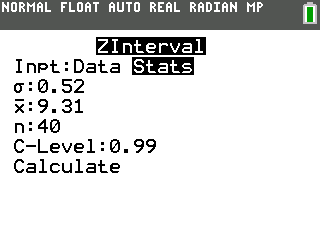 NORMAL FLOAT AUTO REAL RADIAN MP
ZInterval
Inpt:Data Stats
σ:0.52
x̄:9.31
n:40
C-Level:0.99
Calculate